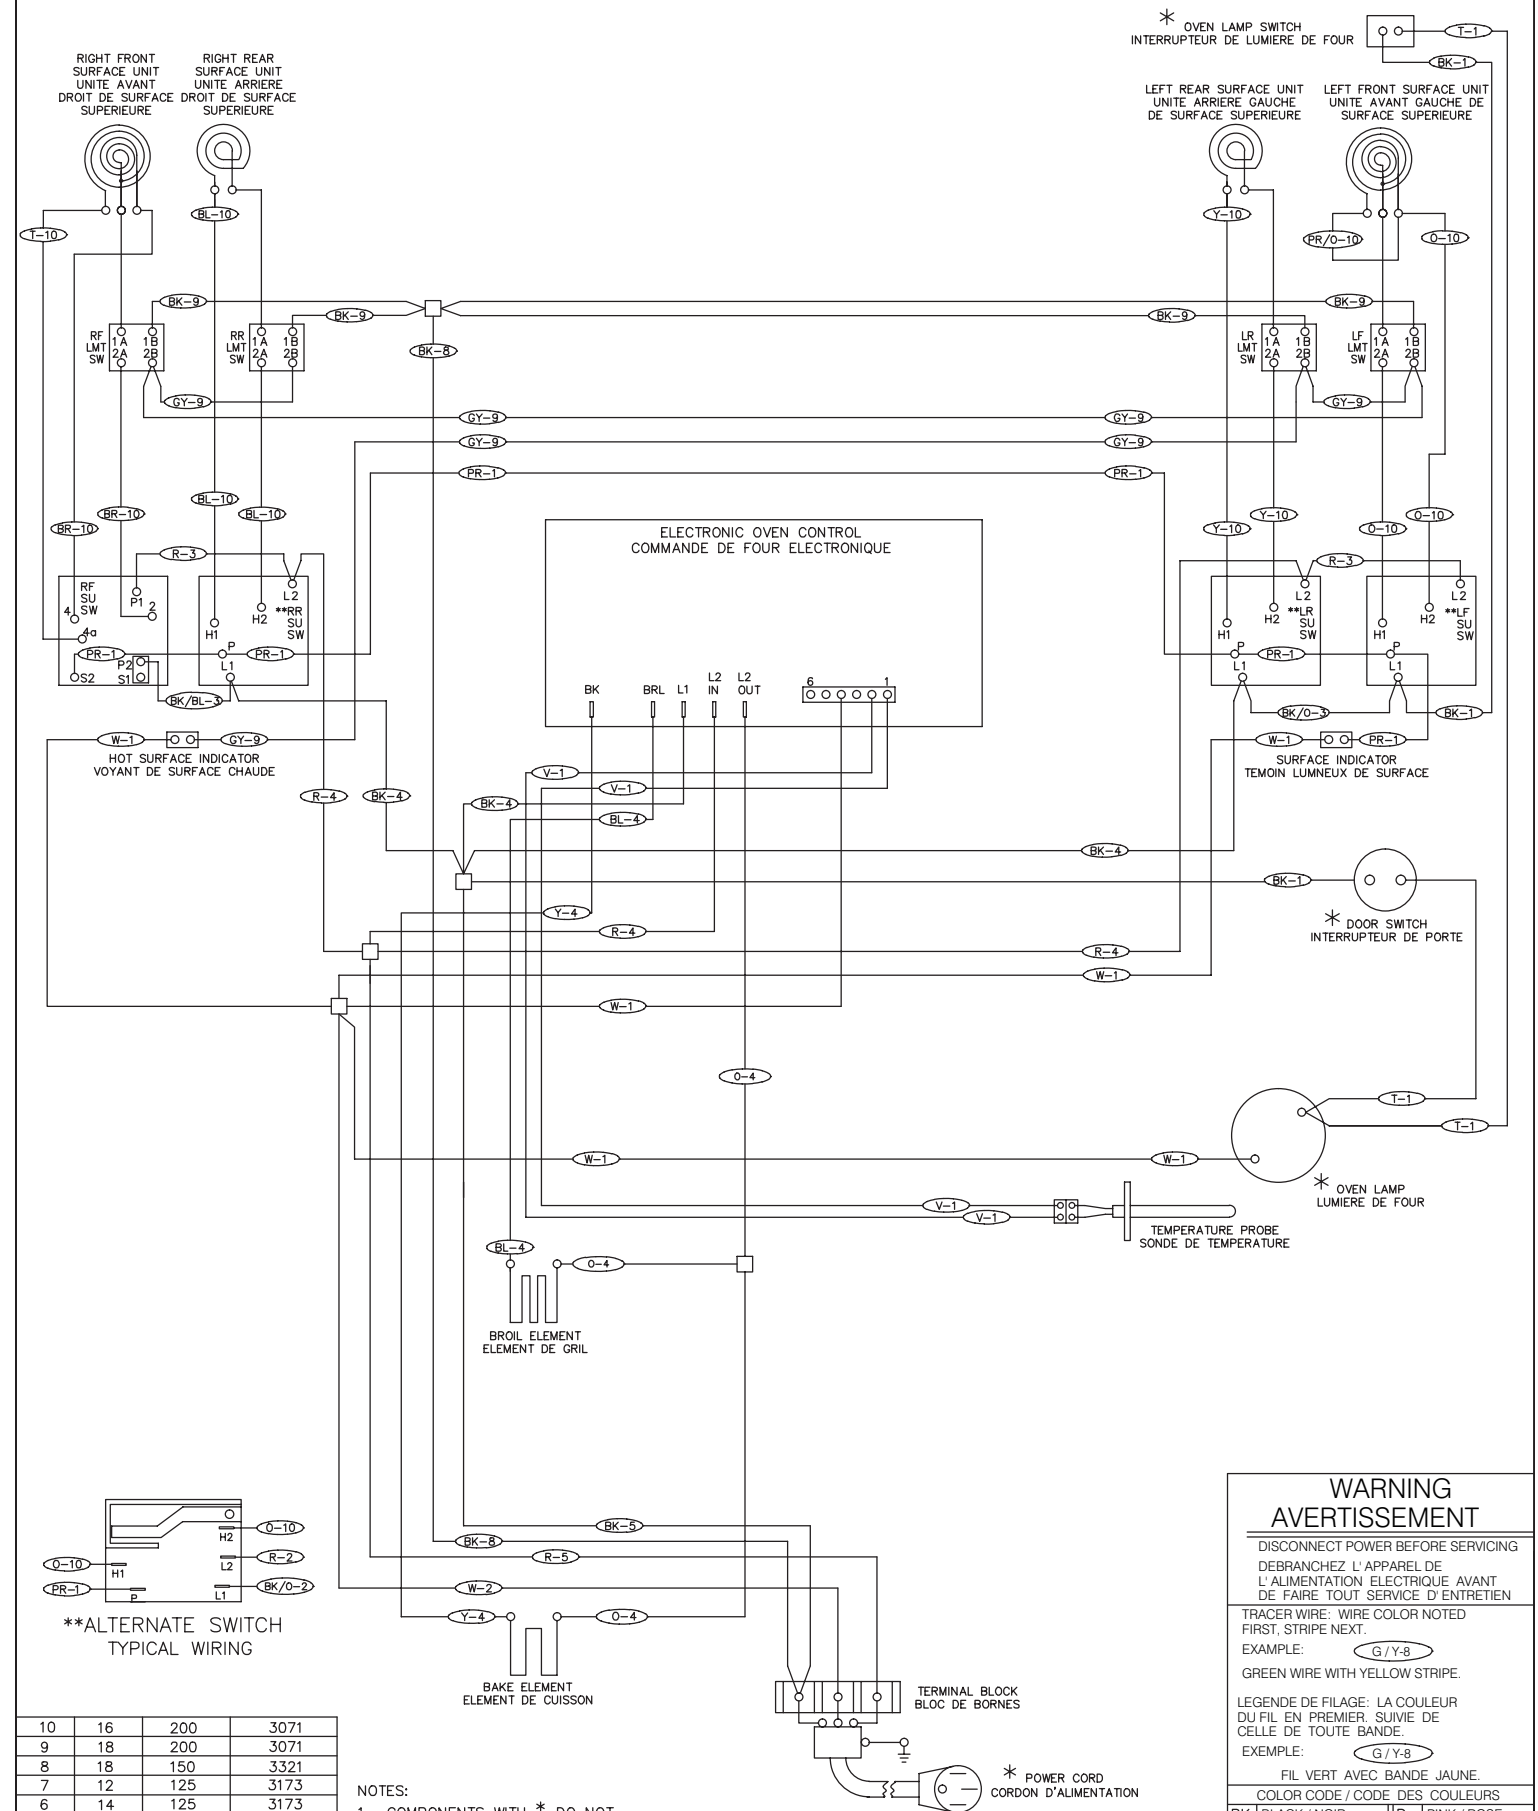 * OVEN LAMP SWITCH
INTERRUPTEUR DE LUMIERE DE FOUR
T-1
BK-1
RIGHT FRONT
SURFACE UNIT
UNITE AVANT
DROIT DE SURFACE
SUPERIEURE
RIGHT REAR
SURFACE UNIT
UNITE ARRIERE
DROIT DE SURFACE
SUPERIEURE
LEFT REAR SURFACE UNIT
UNITE ARRIERE GAUCHE
DE SURFACE SUPERIEURE
LEFT FRONT SURFACE UNIT
UNITE AVANT GAUCHE DE
SURFACE SUPERIEURE
T-10
BL-10
Y-10
PR/O-10
O-10
BK-9
BK-9
BK-9
BK-9
BK-8
RF
LMT
SW
1A 1B
2A 2B
RR
LMT
SW
1A 1B
2A 2B
LR
LMT
SW
1A 1B
2A 2B
LF
LMT
SW
1A 1B
2A 2B
GY-9
GY-9
GY-9
GY-9
GY-9
GY-9
PR-1
PR-1
BR-10
BR-10
BL-10
BL-10
Y-10
Y-10
O-10
O-10
R-3
R-3
ELECTRONIC OVEN CONTROL
COMMANDE DE FOUR ELECTRONIQUE
RF
SU
SW
P1
2
4
4a
PR-1
P2
S1
S2
BK/BL-3
L2
**RR
SU
SW
H2
H1
P
L1
PR-1
L2
**LR
SU
SW
H2
H1
P
L1
PR-1
L2
**LF
SU
SW
H2
H1
P
L1
BK/O-3
BK-1
BK
BRL
L1
L2
IN
L2
OUT
6
1
W-1
GY-9
HOT SURFACE INDICATOR
VOYANT DE SURFACE CHAUDE
W-1
PR-1
SURFACE INDICATOR
TEMOIN LUMNEUX DE SURFACE
V-1
V-1
R-4
BK-4
BK-4
BL-4
BK-4
BK-1
* DOOR SWITCH
INTERRUPTEUR DE PORTE
Y-4
R-4
R-4
W-1
W-1
O-4
T-1
T-1
W-1
W-1
* OVEN LAMP
LUMIERE DE FOUR
V-1
V-1
TEMPERATURE PROBE
SONDE DE TEMPERATURE
BL-4
O-4
BROIL ELEMENT
ELEMENT DE GRIL
BK-5
BK-8
R-5
W-2
Y-4
O-4
BAKE ELEMENT
ELEMENT DE CUISSON
O-10
H2
R-2
L2
O-10
H1
PR-1
P
L1
BK/O-2
**ALTERNATE SWITCH
TYPICAL WIRING
TERMINAL BLOCK
BLOC DE BORNES
* POWER CORD
CORDON D'ALIMENTATION
WARNING
AVERTISSEMENT
DISCONNECT POWER BEFORE SERVICING
DEBRANCHEZ L' APPAREL DE
L' ALIMENTATION ELECTRIQUE AVANT
DE FAIRE TOUT SERVICE D' ENTRETIEN
TRACER WIRE: WIRE COLOR NOTED
FIRST, STRIPE NEXT.
EXAMPLE: G / Y-8
GREEN WIRE WITH YELLOW STRIPE.
LEGENDE DE FILAGE: LA COULEUR
DU FIL EN PREMIER. SUIVIE DE
CELLE DE TOUTE BANDE.
EXEMPLE: G / Y-8
FIL VERT AVEC BANDE JAUNE.
COLOR CODE / CODE DES COULEURS
10 16 200 3071
9 18 200 3071
8 18 150 3321
7 12 125 3173
6 14 125 3173
NOTES: